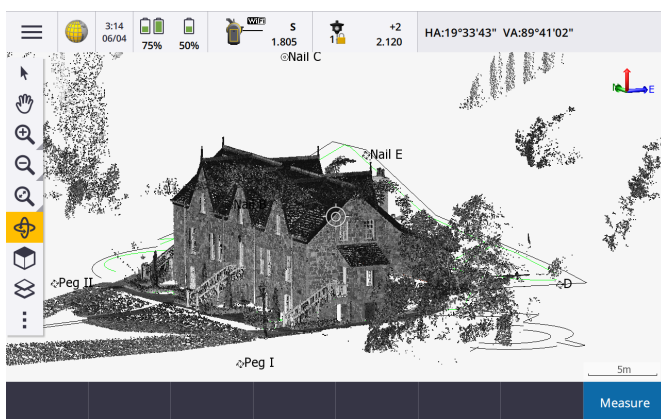 3:14
06/04
75%
50%
WiFi
S
1.805
1
+2
2.120
HA:19°33'43" VA:89°41'02"
Nail C
E
Nail E
Peg II
D
Peg I
5m
Measure